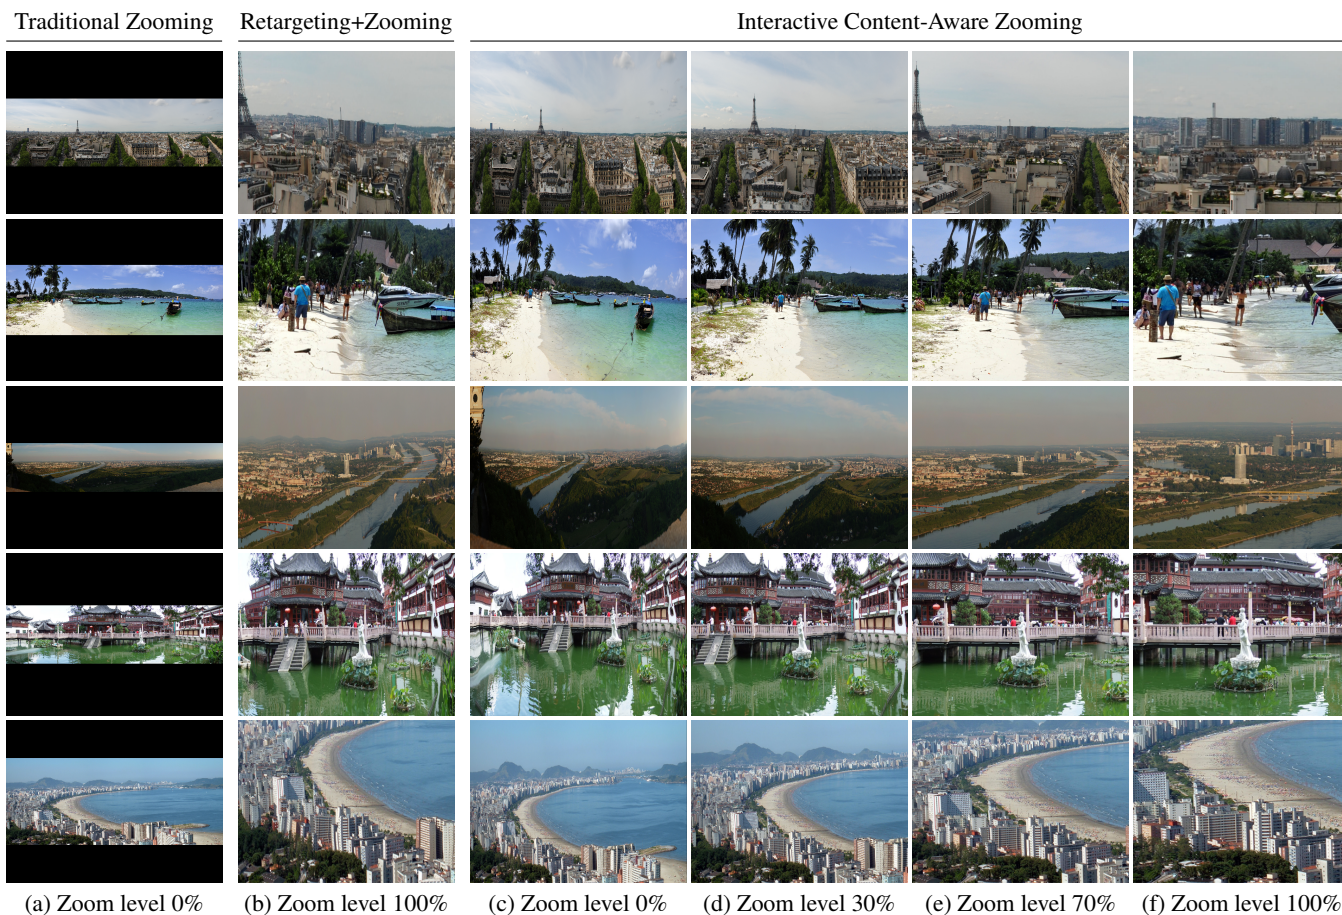 Traditional Zooming
Retargeting+Zooming
Interactive Content-Aware Zooming
(a) Zoom level 0%
(b) Zoom level 100%
(c) Zoom level 0%
(d) Zoom level 30%
(e) Zoom level 70%
(f) Zoom level 100%